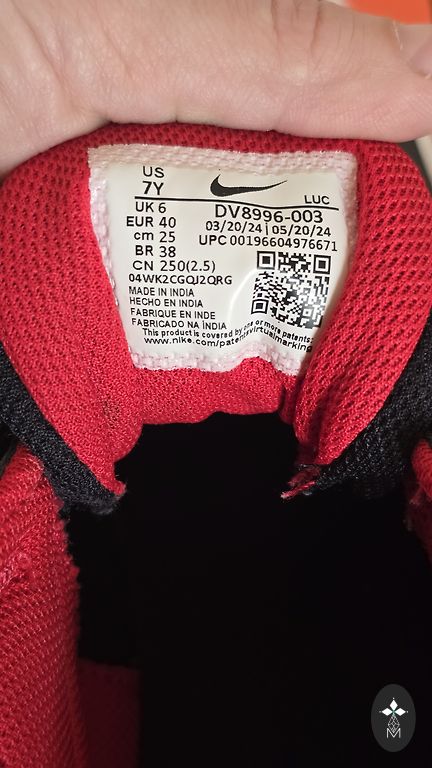 US
7Y
LUC
UK 6
DV8996-003
EUR 40
03/20/24 | 05/20/24
cm 25
UPC 00196604976671
BR 38
CN 250(2.5)
04WK2CGQJ2QRG
MADE IN INDIA
HECHO EN INDIA
FABRIQUE EN INDE
FABRICADO NA ÍNDIA
This product is covered by one or more patents:
www.nike.com/patentsvirtualmarking
M